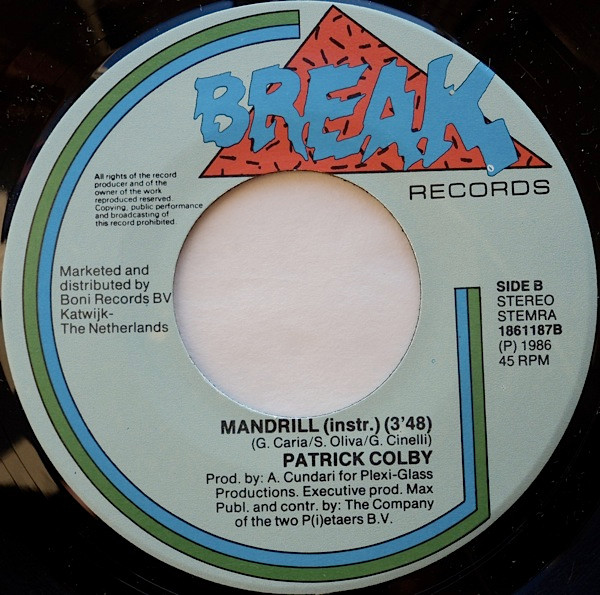 BREAK.
RECORDS
All rights of the record
producer and of the
owner of the work
reproduced reserved.
Copying, public performance
and broadcasting of
this record prohibited.
Marketed and
distributed by
Boni Records BV
Katwijk-
The Netherlands
SIDE B
STEREO
STEMRA
1861187B
(P) 1986
45 RPM
MANDRILL (instr.) (3'48)
(G. Caria/S. Oliva/G. Cinelli)
PATRICK COLBY
Prod. by: A. Cundari for Plexi-Glass
Productions. Executive prod. Max
Publ. and contr. by: The Company
of the two P(i)etaers B.V.